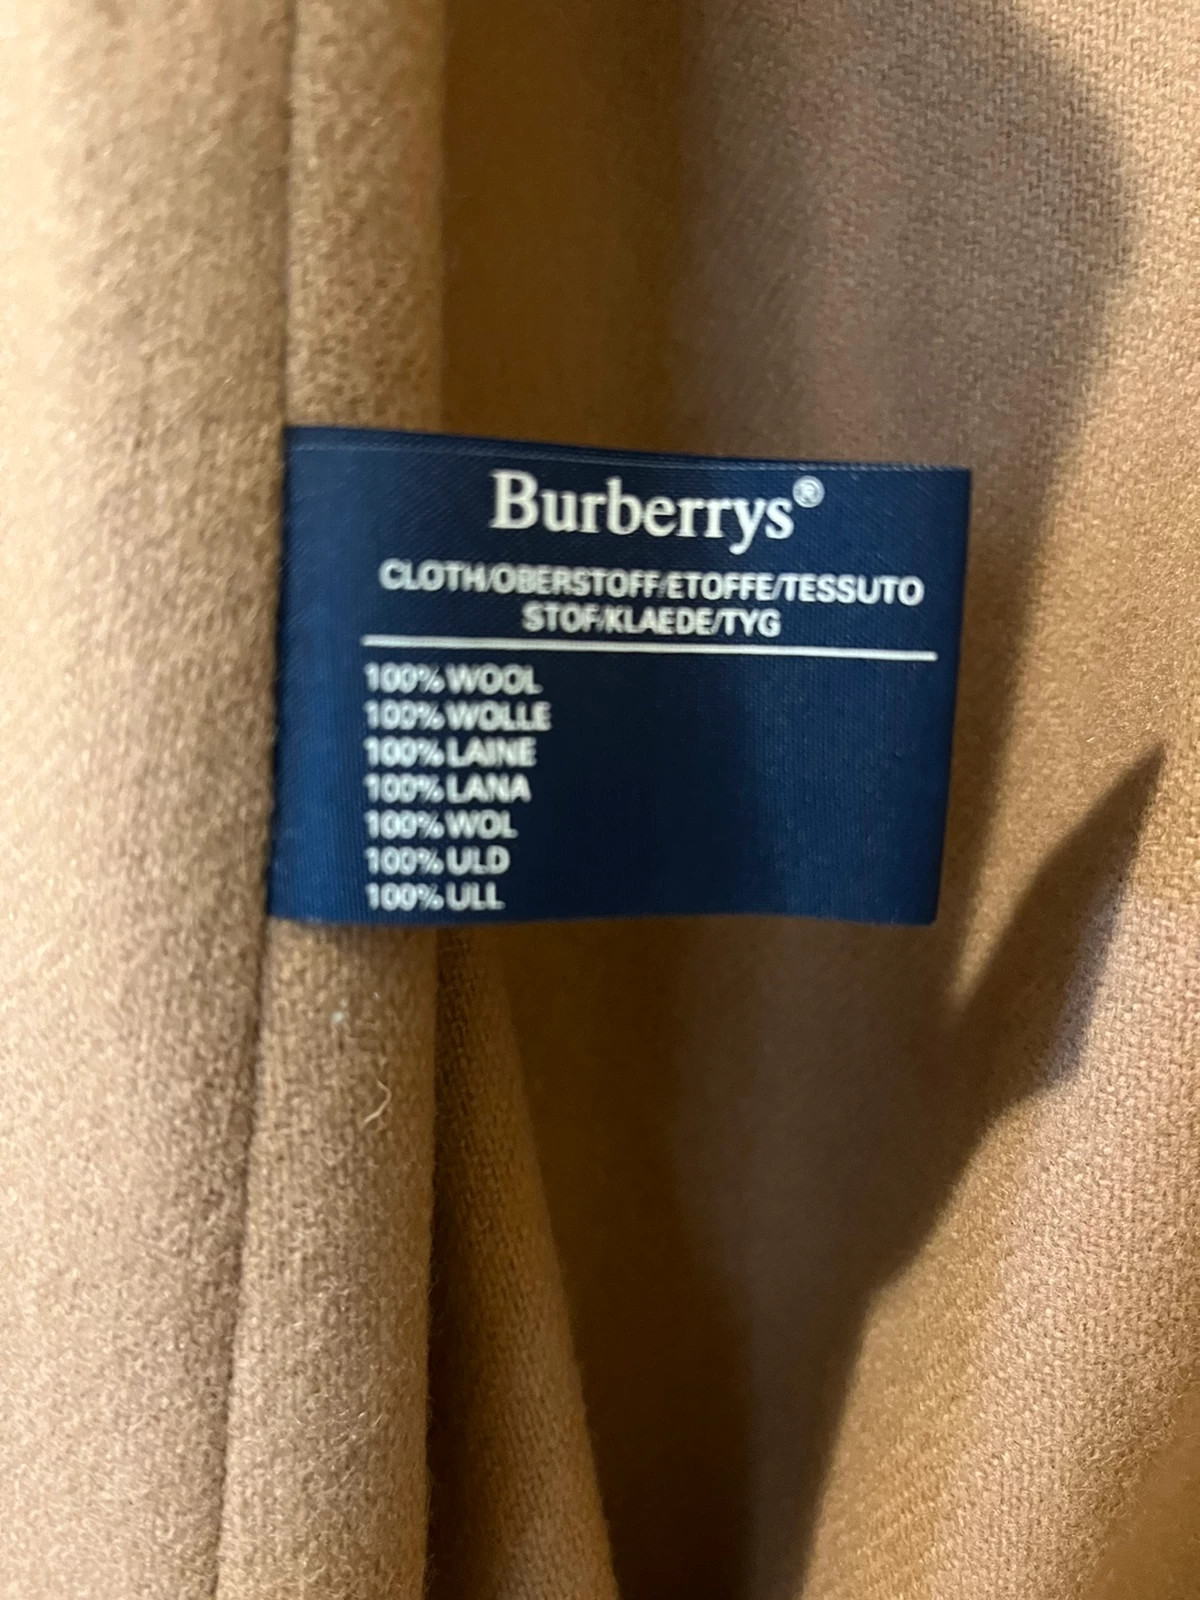 Burberrys®
CLOTH/OBERSTOFF/ETOFFE/TESSUTO
STOF/KLAEDE/TYG
100% WOOL
100% WOLLE
100% LAINE
100% LANA
100% WOL
100% ULD
100% ULL